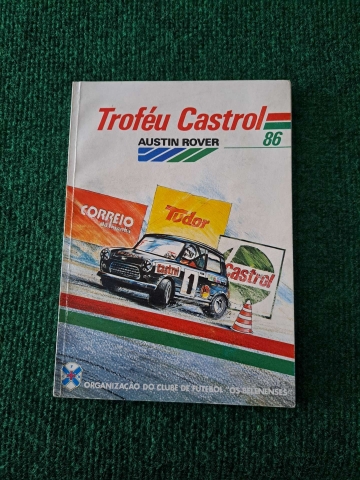 Troféu Castrol
AUSTIN ROVER
86
CORREIO
Tudor
Castrol
Castrol
1
ORGANIZAÇÃO DO CLUBE DE FUTEBOL "OS BELENENSES"